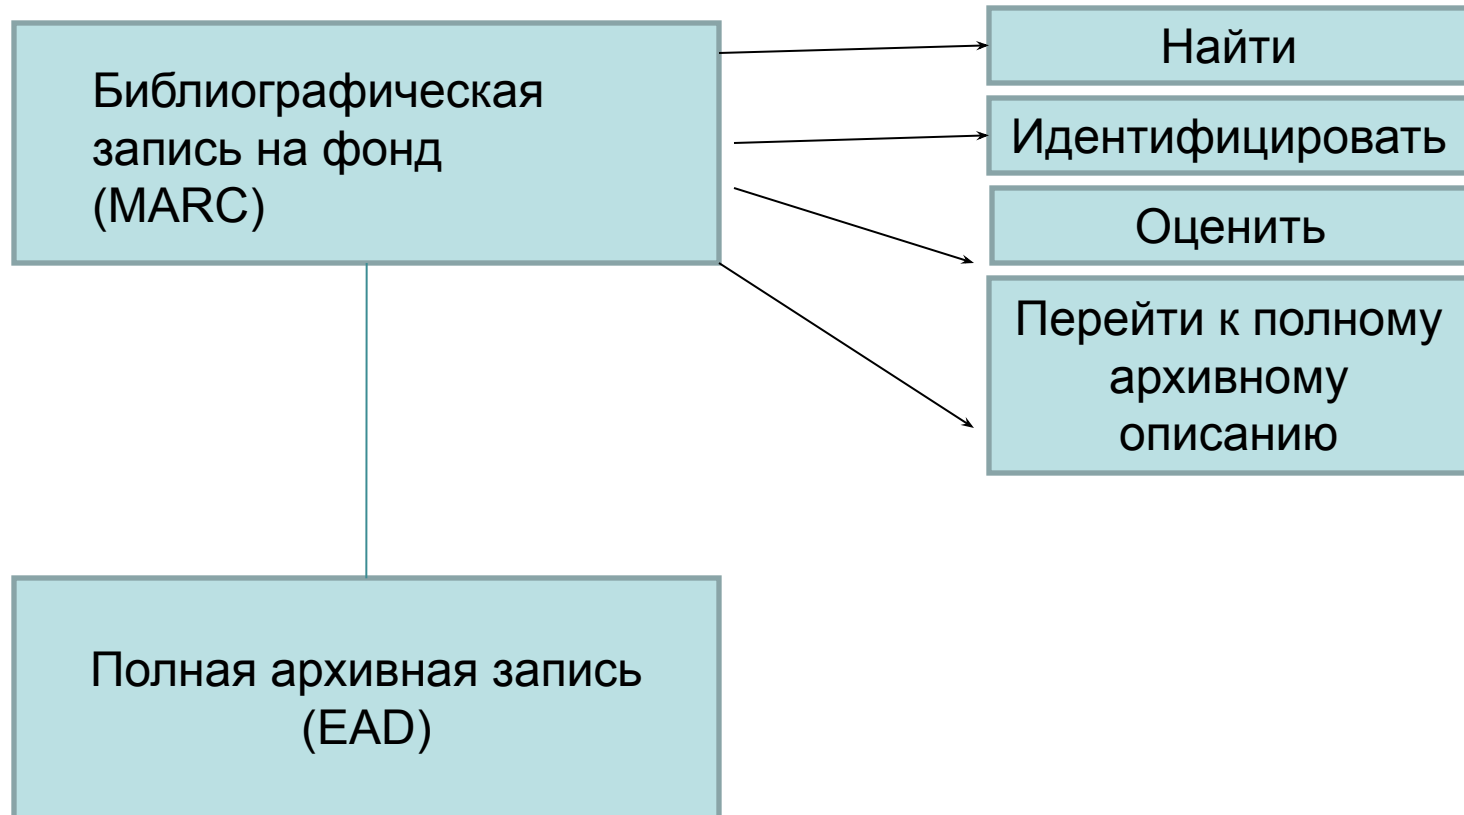 Библиографическая
запись на фонд
(MARC)
Найти
Идентифицировать
Оценить
Перейти к полному
архивному
описанию
Полная архивная запись
(EAD)